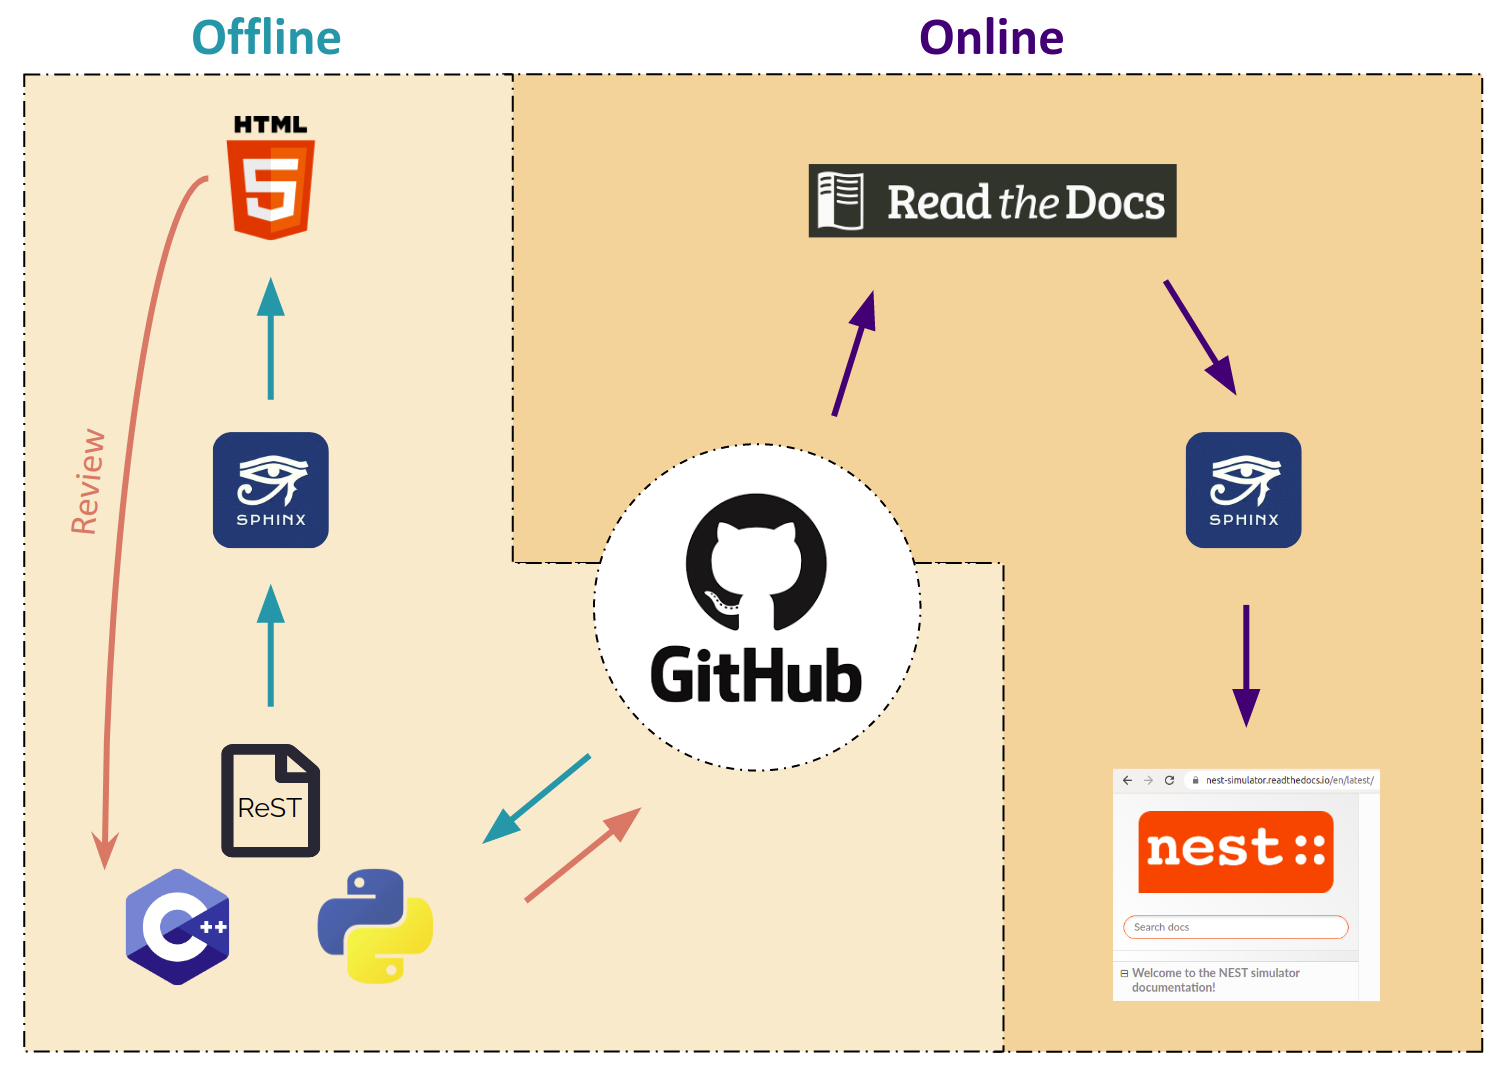 Offline
Online
HTML
5
Read the Docs
Review
SPHINX
SPHINX
GitHub
ReST
C++
nest-simulator.readthedocs.io/en/latest/
nest::
Search docs
Welcome to the NEST simulator
documentation!